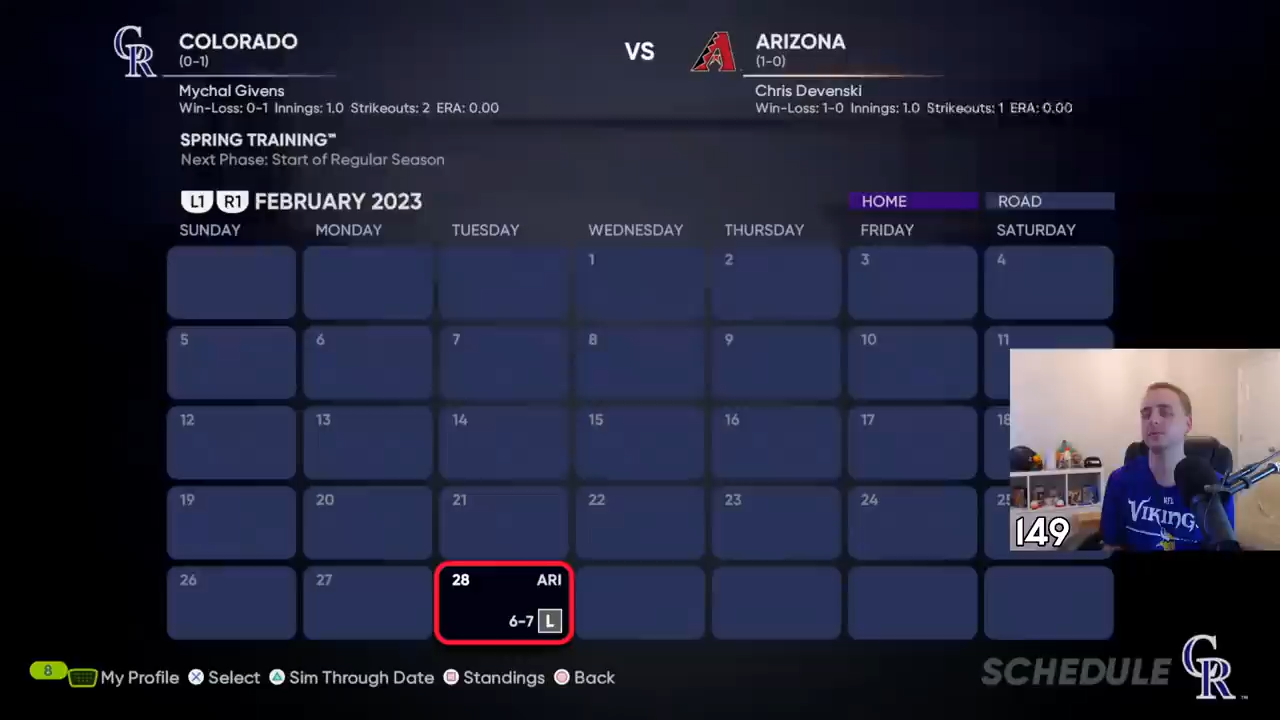 COLORADO
(0-1)
VS
ARIZONA
(1-0)
Mychal Givens
Win-Loss: 0-1 Innings: 1.0 Strikeouts: 2 ERA: 0.00
Chris Devenski
Win-Loss: 1-0 Innings: 1.0 Strikeouts: 1 ERA: 0.00
SPRING TRAINING™
Next Phase: Start of Regular Season
L1 R1 FEBRUARY 2023
HOME ROAD
SUNDAY MONDAY TUESDAY WEDNESDAY THURSDAY FRIDAY SATURDAY
1 2 3 4
5 6 7 8 9 10 11
12 13 14 15 16 17 18
19 20 21 22 23 24 25
26 27 28 ARI
6-7 L
NFL
VIKINGS
149
8 My Profile Select Sim Through Date Standings Back
SCHEDULE CR™